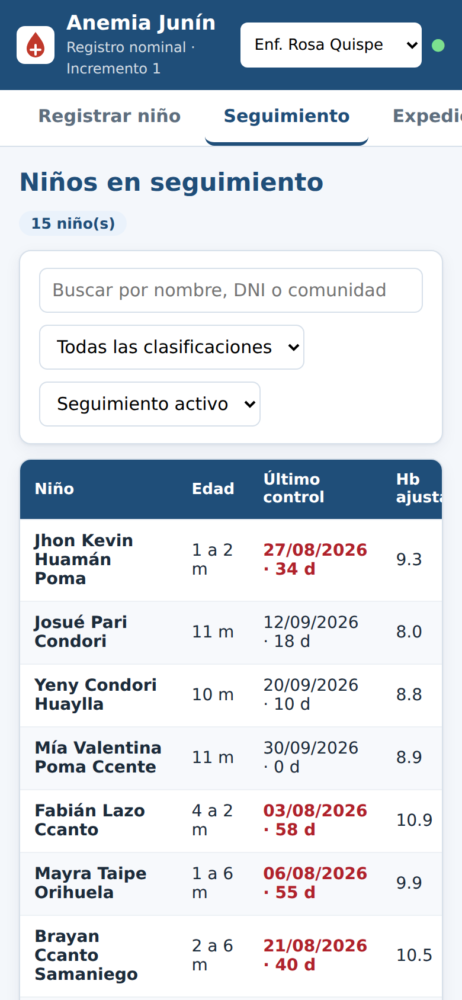 Anemia Junín
Registro nominal ·
Incremento 1
Enf. Rosa Quispe
Registrar niño
Seguimiento
Expedi
Niños en seguimiento
15 niño(s)
Buscar por nombre, DNI o comunidad
Todas las clasificaciones
Seguimiento activo
Niño
Edad
Último
control
Hb
ajusta
Jhon Kevin
Huamán
Poma
1 a 2
m
27/08/2026
· 34 d
9.3
Josué Pari
Condori
11 m
12/09/2026
· 18 d
8.0
Yeny Condori
Huaylla
10 m
20/09/2026
· 10 d
8.8
Mía Valentina
Poma Ccente
11 m
30/09/2026
· 0 d
8.9
Fabián Lazo
Ccanto
4 a 2
m
03/08/2026
· 58 d
10.9
Mayra Taipe
Orihuela
1 a 6
m
06/08/2026
· 55 d
9.9
Brayan
Ccanto
Samaniego
2 a 6
m
21/08/2026
· 40 d
10.5